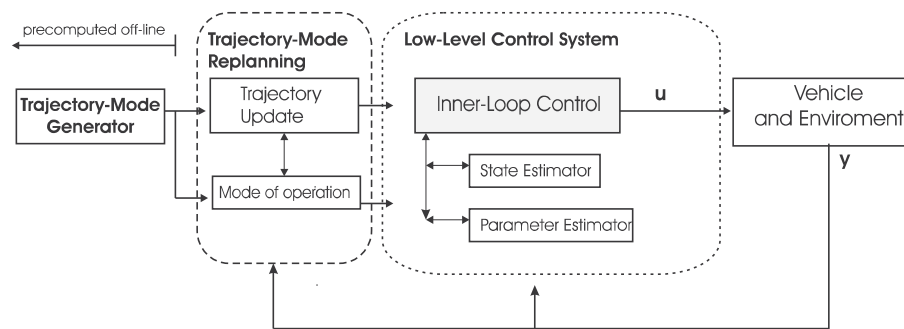 precomputed off-line
Trajectory-Mode
Replanning
Low-Level Control System
Trajectory-Mode
Generator
Trajectory
Update
Inner-Loop Control
u
Vehicle
and Enviroment
y
Mode of operation
State Estimator
Parameter Estimator